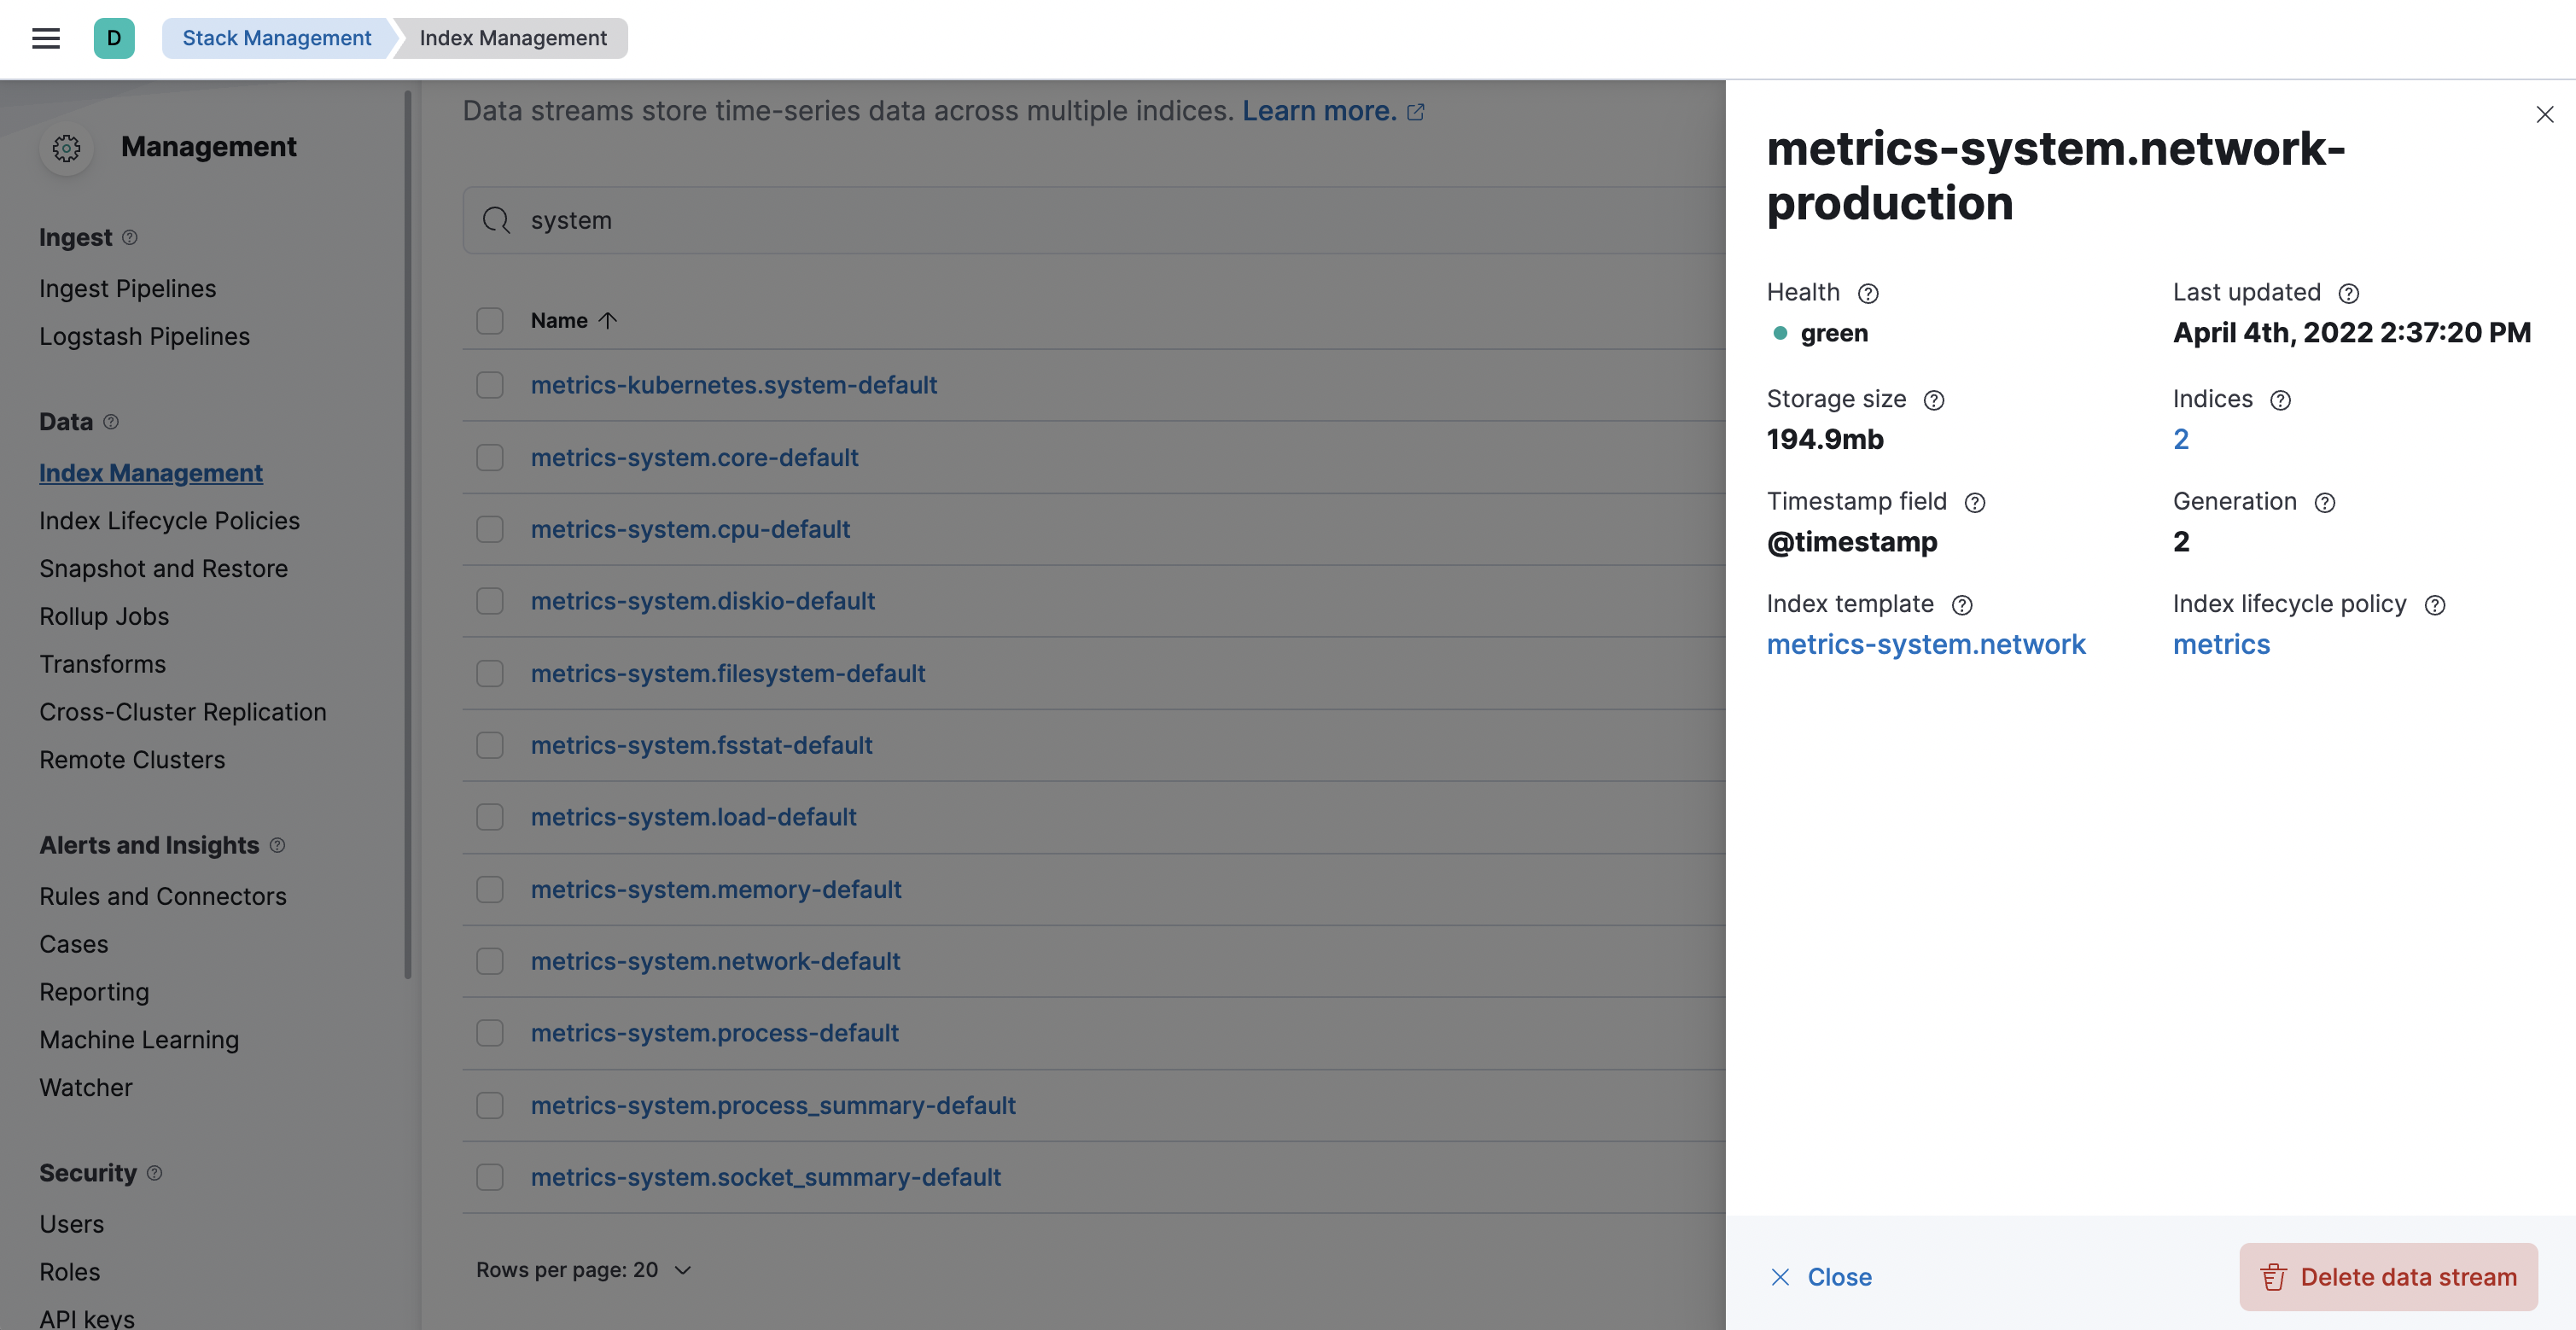 D
Stack Management
Index Management
Management
Ingest
Ingest Pipelines
Logstash Pipelines
Data
Index Management
Index Lifecycle Policies
Snapshot and Restore
Rollup Jobs
Transforms
Cross-Cluster Replication
Remote Clusters
Alerts and Insights
Rules and Connectors
Cases
Reporting
Machine Learning
Watcher
Security
Users
Roles
API keys
Data streams store time-series data across multiple indices. Learn more.
system
Name
metrics-kubernetes.system-default
metrics-system.core-default
metrics-system.cpu-default
metrics-system.diskio-default
metrics-system.filesystem-default
metrics-system.fsstat-default
metrics-system.load-default
metrics-system.memory-default
metrics-system.network-default
metrics-system.process-default
metrics-system.process_summary-default
metrics-system.socket_summary-default
Rows per page: 20
metrics-system.network-
production
Health
green
Last updated
April 4th, 2022 2:37:20 PM
Storage size
194.9mb
Indices
2
Timestamp field
@timestamp
Generation
2
Index template
metrics-system.network
Index lifecycle policy
metrics
Close
Delete data stream